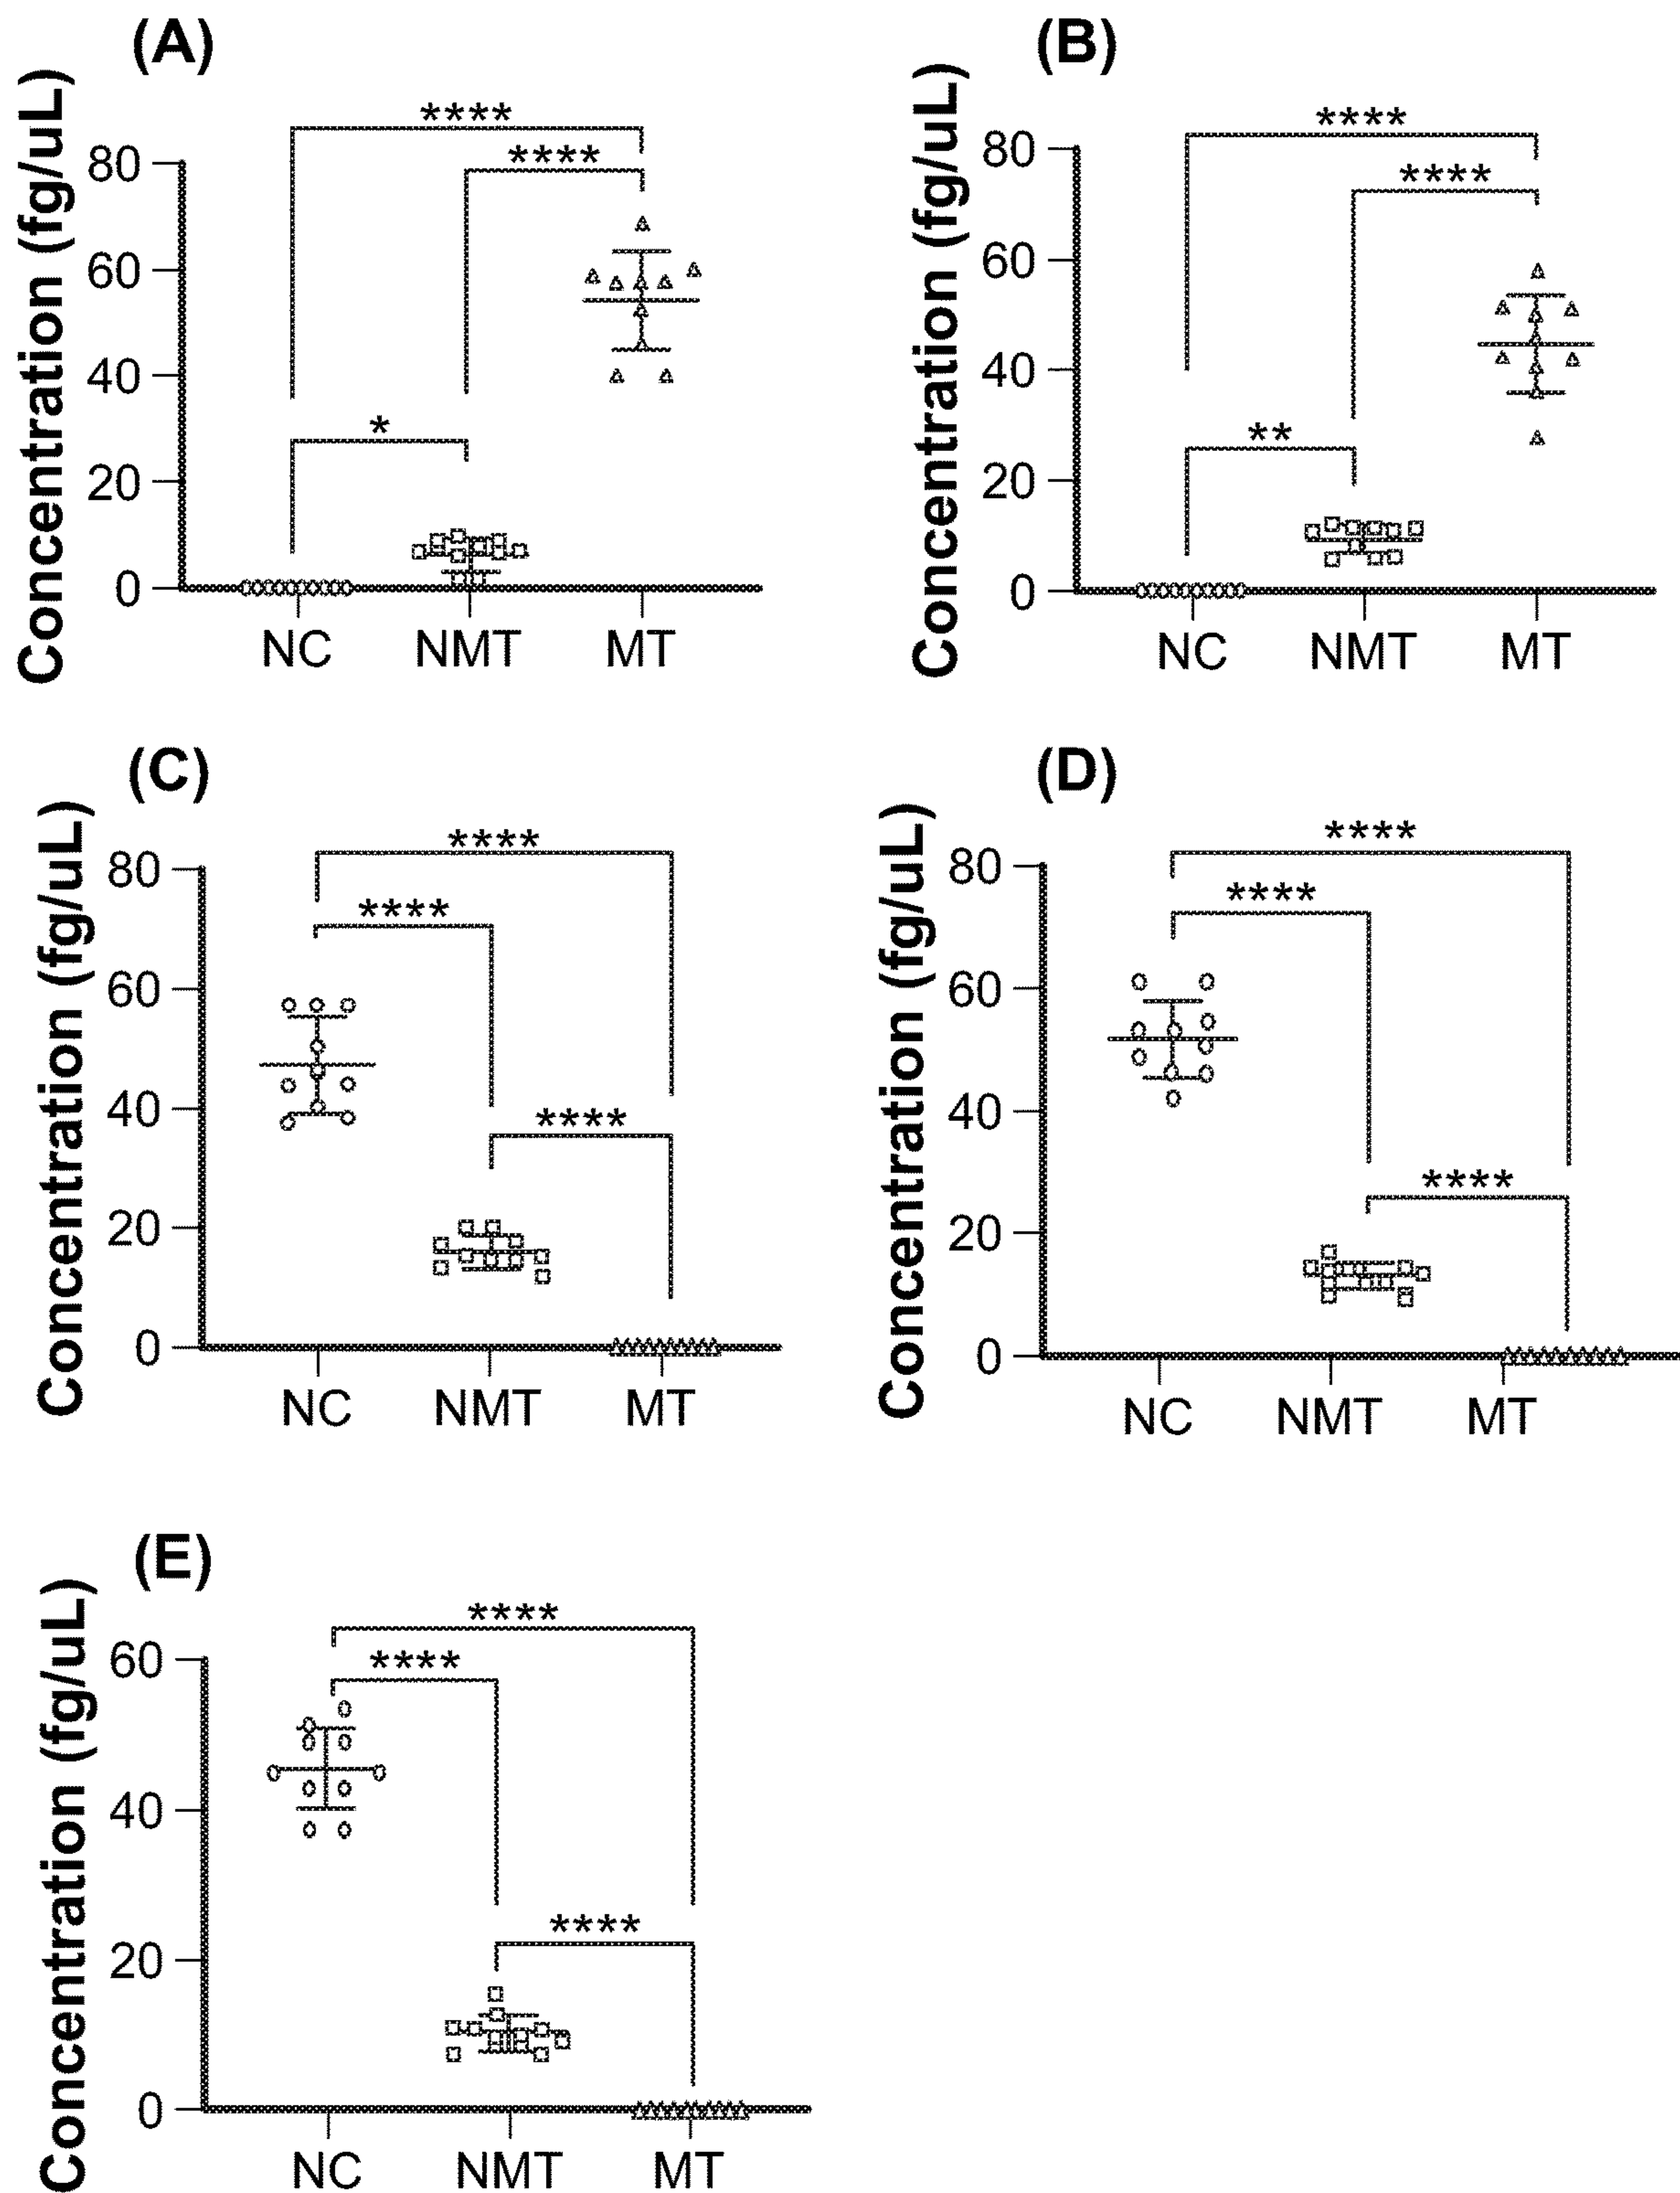 (A)
Concentration (fg/uL)
****
****
*
80
60
40
20
0
NC NMT MT
(B)
Concentration (fg/uL)
****
****
**
80
60
40
20
0
NC NMT MT
(C)
Concentration (fg/uL)
****
****
****
80
60
40
20
0
NC NMT MT
(D)
Concentration (fg/uL)
****
****
****
80
60
40
20
0
NC NMT MT
(E)
Concentration (fg/uL)
****
****
****
60
40
20
0
NC NMT MT